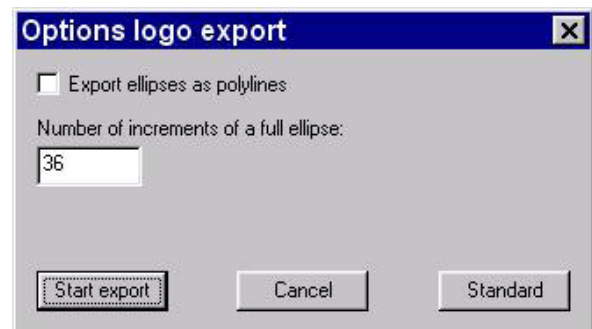 Options logo export
Export ellipses as polylines
Number of increments of a full ellipse:
36
Start export Cancel Standard